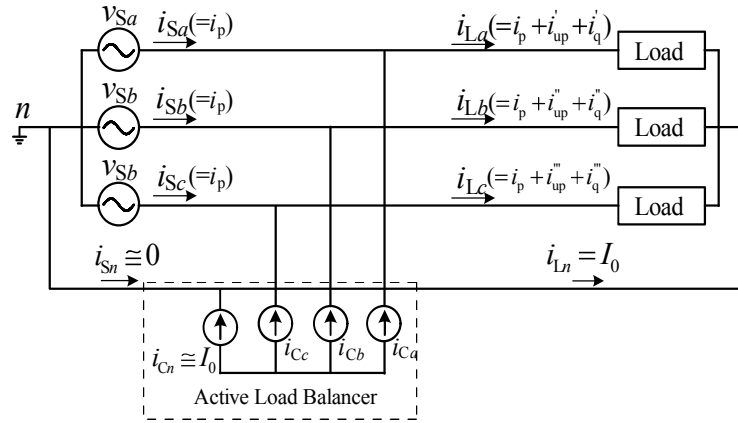 v_Sa i_Sa(=i_p) i_La(=i_p+i'_up+i'_q) Load
n v_Sb i_Sb(=i_p) i_Lb(=i_p+i''_up+i''_q) Load
v_Sb i_Sc(=i_p) i_Lc(=i_p+i'''_up+i'''_q) Load
i_Sn≅0 i_Ln=I_0
i_Cn≅I_0 i_Cc i_Cb i_Ca
Active Load Balancer